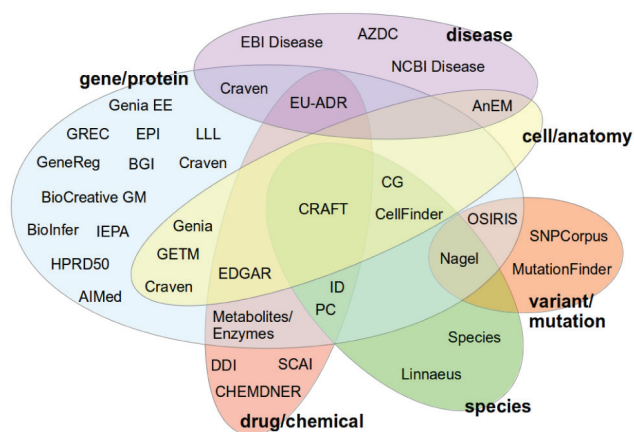 disease
EBI Disease
AZDC
NCBI Disease
gene/protein
Craven
EU-ADR
Genia EE
AnEM
cell/anatomy
GREC
EPI
LLL
GeneReg
BGI
Craven
CG
BioCreative GM
CRAFT
CellFinder
OSIRIS
BioInfer
IEPA
Genia
SNPCorpus
GETM
Nagel
HPRD50
EDGAR
MutationFinder
Craven
ID
AIMed
PC
variant/
mutation
Metabolites/
Enzymes
Species
DDI
SCAI
Linnaeus
CHEMDNER
species
drug/chemical